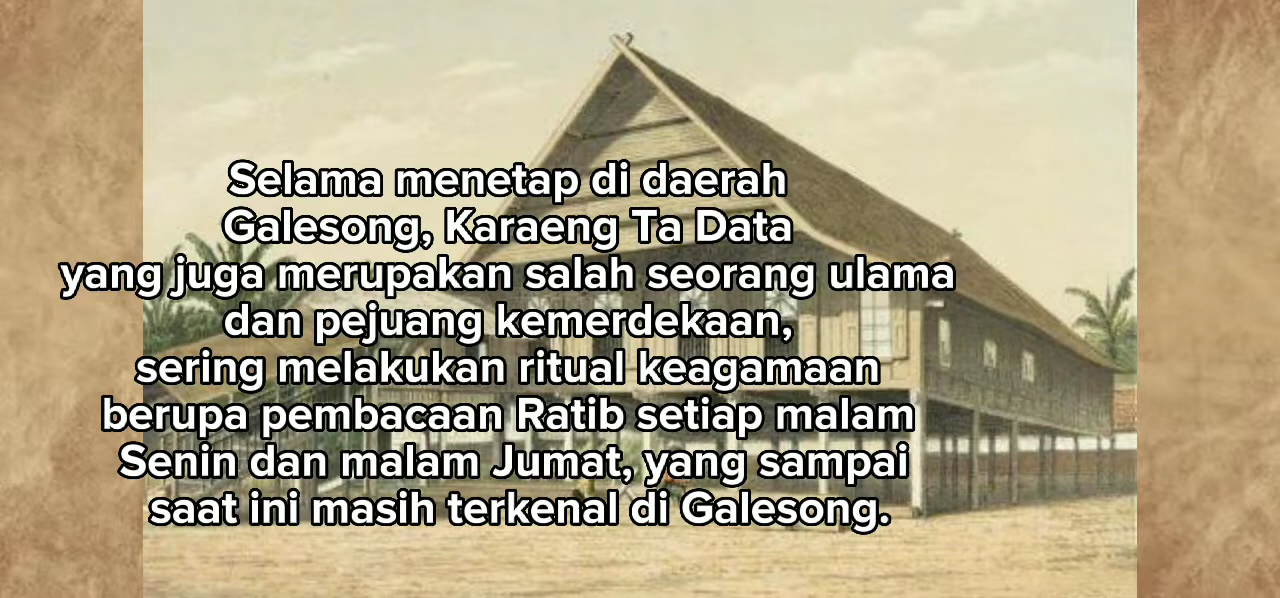 Selama menetap di daerah
Galesong, Karaeng Ta Data
yang juga merupakan salah seorang ulama
dan pejuang kemerdekaan,
sering melakukan ritual keagamaan
berupa pembacaan Ratib setiap malam
Senin dan malam Jumat, yang sampai
saat ini masih terkenal di Galesong.